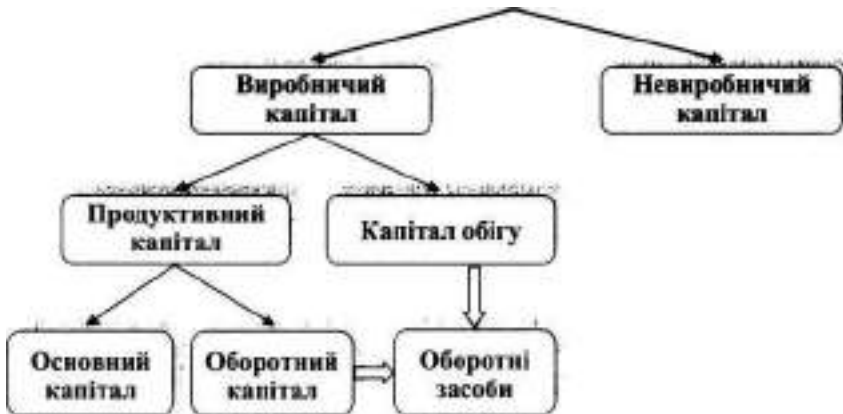 Виробничий
капітал
Невиробничий
капітал
Продуктивний
капітал
Капітал обігу
Основний
капітал
Оборотний
капітал
Оборотні
засоби